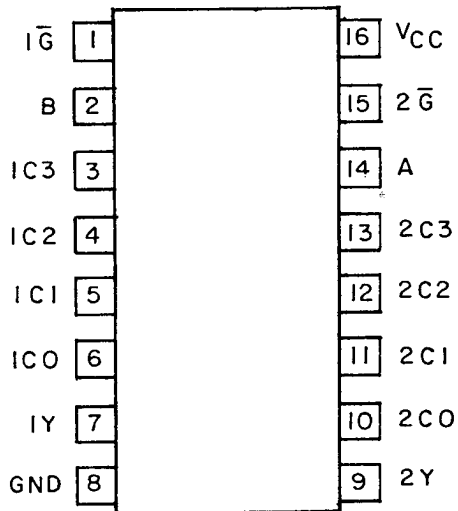 1G̅ 1 16 VCC
B 2 15 2G̅
1C3 3 14 A
1C2 4 13 2C3
1C1 5 12 2C2
1C0 6 11 2C1
1Y 7 10 2C0
GND 8 9 2Y